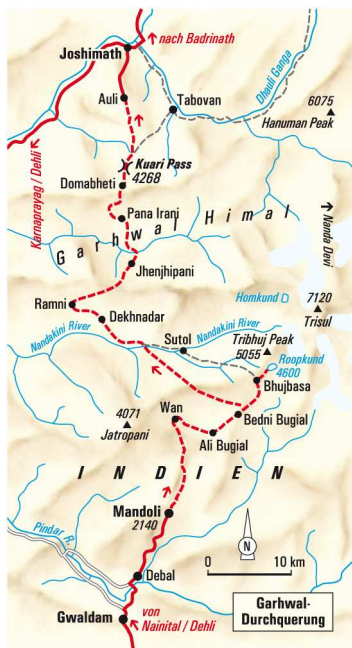 nach Badrinath
Joshimath
Dhauli Ganga
Auli
Tabovan
6075
Hanuman Peak
Karnaprayag / Dehli
Kuari Pass
4268
Domabheti
Nanda Devi
Pana Irani
Garhwal Himal
Jhenjhipani
Homkund
7120
Trisul
Ramni
Dekhnadar
Nandakini River
Nandakini River
Sutol
Tribhuj Peak
5055
Roopkund
4600
Bhujbasa
Wan
4071
Jatropani
Bedni Bugial
Ali Bugial
INDIEN
Mandoli
2140
Pindar R.
N
0 10 km
Debal
Gwaldam
von
Nainital / Dehli
Garhwal-
Durchquerung